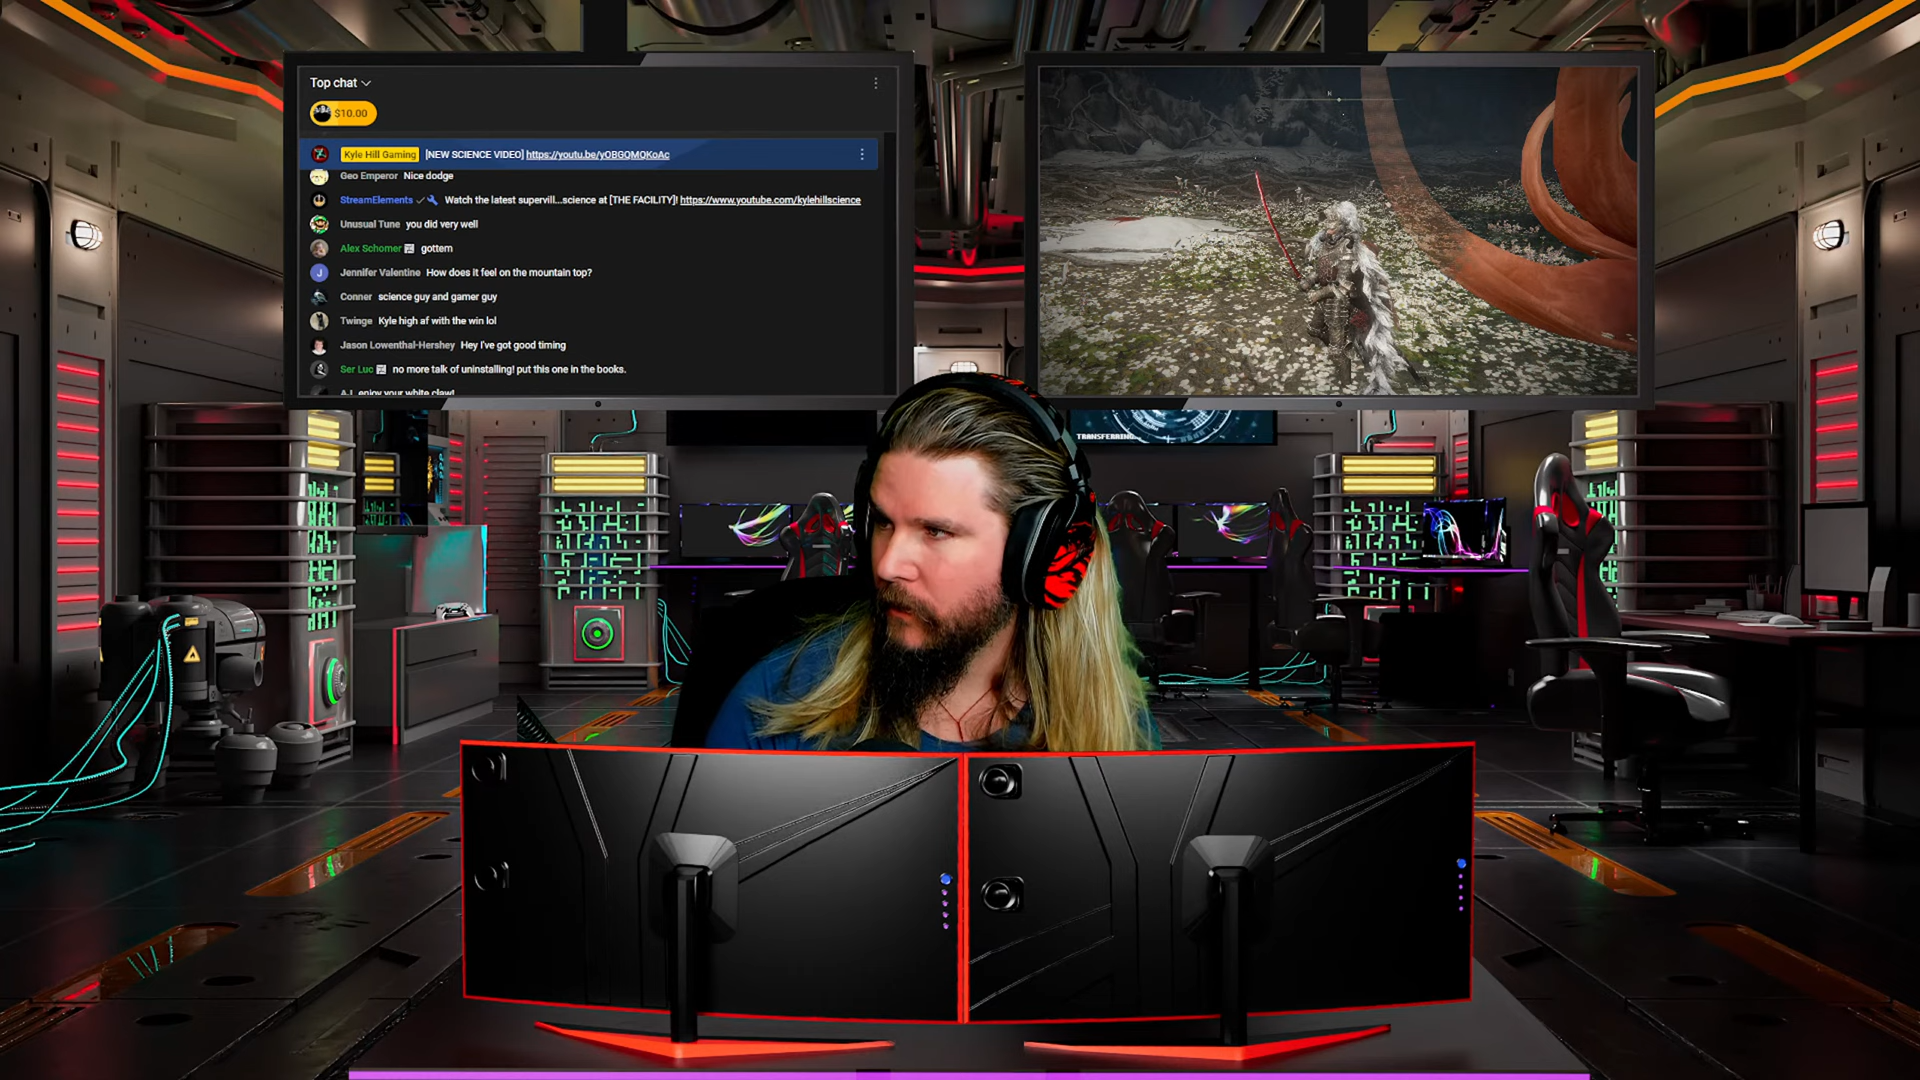 Top chat
$10.00
Kyle Hill Gaming [NEW SCIENCE VIDEO] https://youtu.be/yOBGOMOKoAc
Geo Emperor Nice dodge
StreamElements Watch the latest supervill...science at [THE FACILITY]! https://www.youtube.com/kylehillscience
Unusual Tune you did very well
Alex Schomer gottem
J
Jennifer Valentine How does it feel on the mountain top?
Conner science guy and gamer guy
Twinge Kyle high af with the win lol
Jason Lowenthal-Hershey Hey I've got good timing
Ser Luc no more talk of uninstalling! put this one in the books.
A.J. enjoy your white claw!
N
TRANSFERRING...